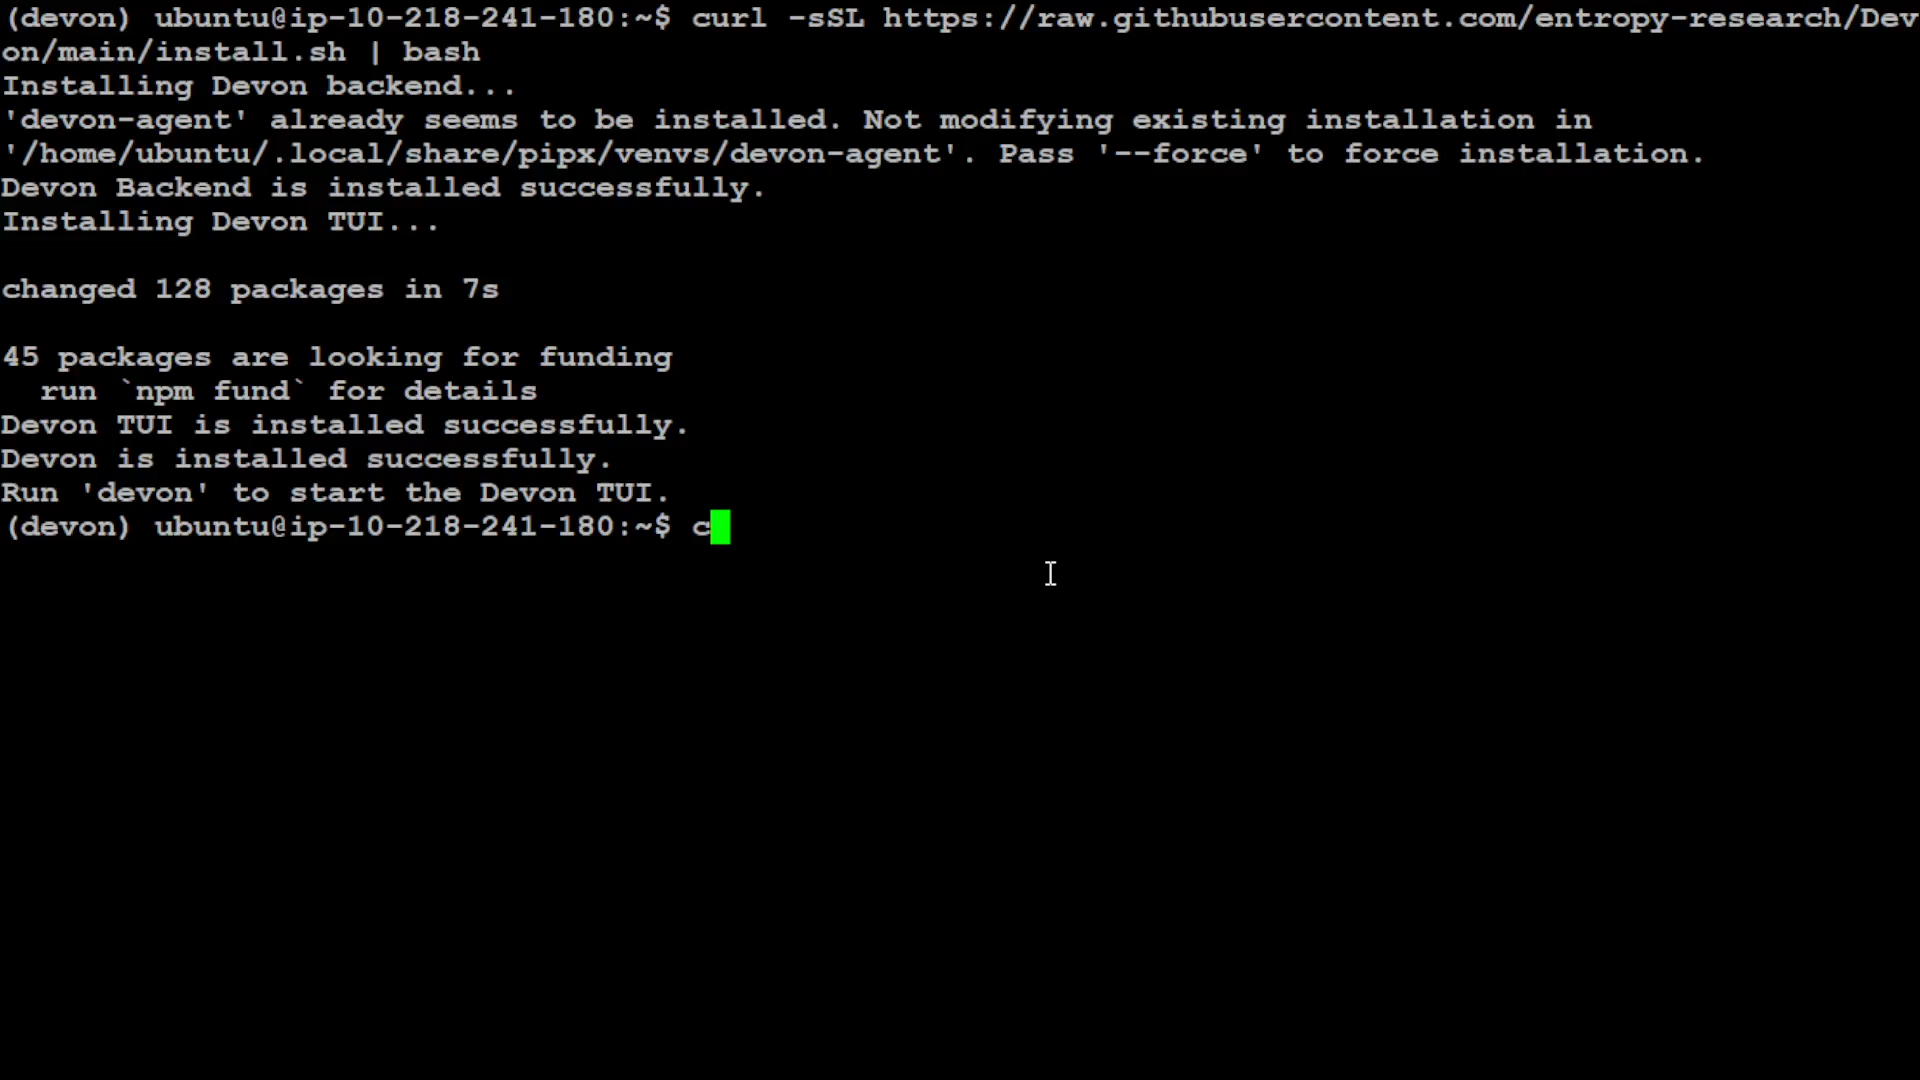 (devon) ubuntu@ip-10-218-241-180:~$ curl -sSL https://raw.githubusercontent.com/entropy-research/Dev
on/main/install.sh | bash
Installing Devon backend...
'devon-agent' already seems to be installed. Not modifying existing installation in
'/home/ubuntu/.local/share/pipx/venvs/devon-agent'. Pass '--force' to force installation.
Devon Backend is installed successfully.
Installing Devon TUI...
changed 128 packages in 7s
45 packages are looking for funding
  run `npm fund` for details
Devon TUI is installed successfully.
Devon is installed successfully.
Run 'devon' to start the Devon TUI.
(devon) ubuntu@ip-10-218-241-180:~$ c